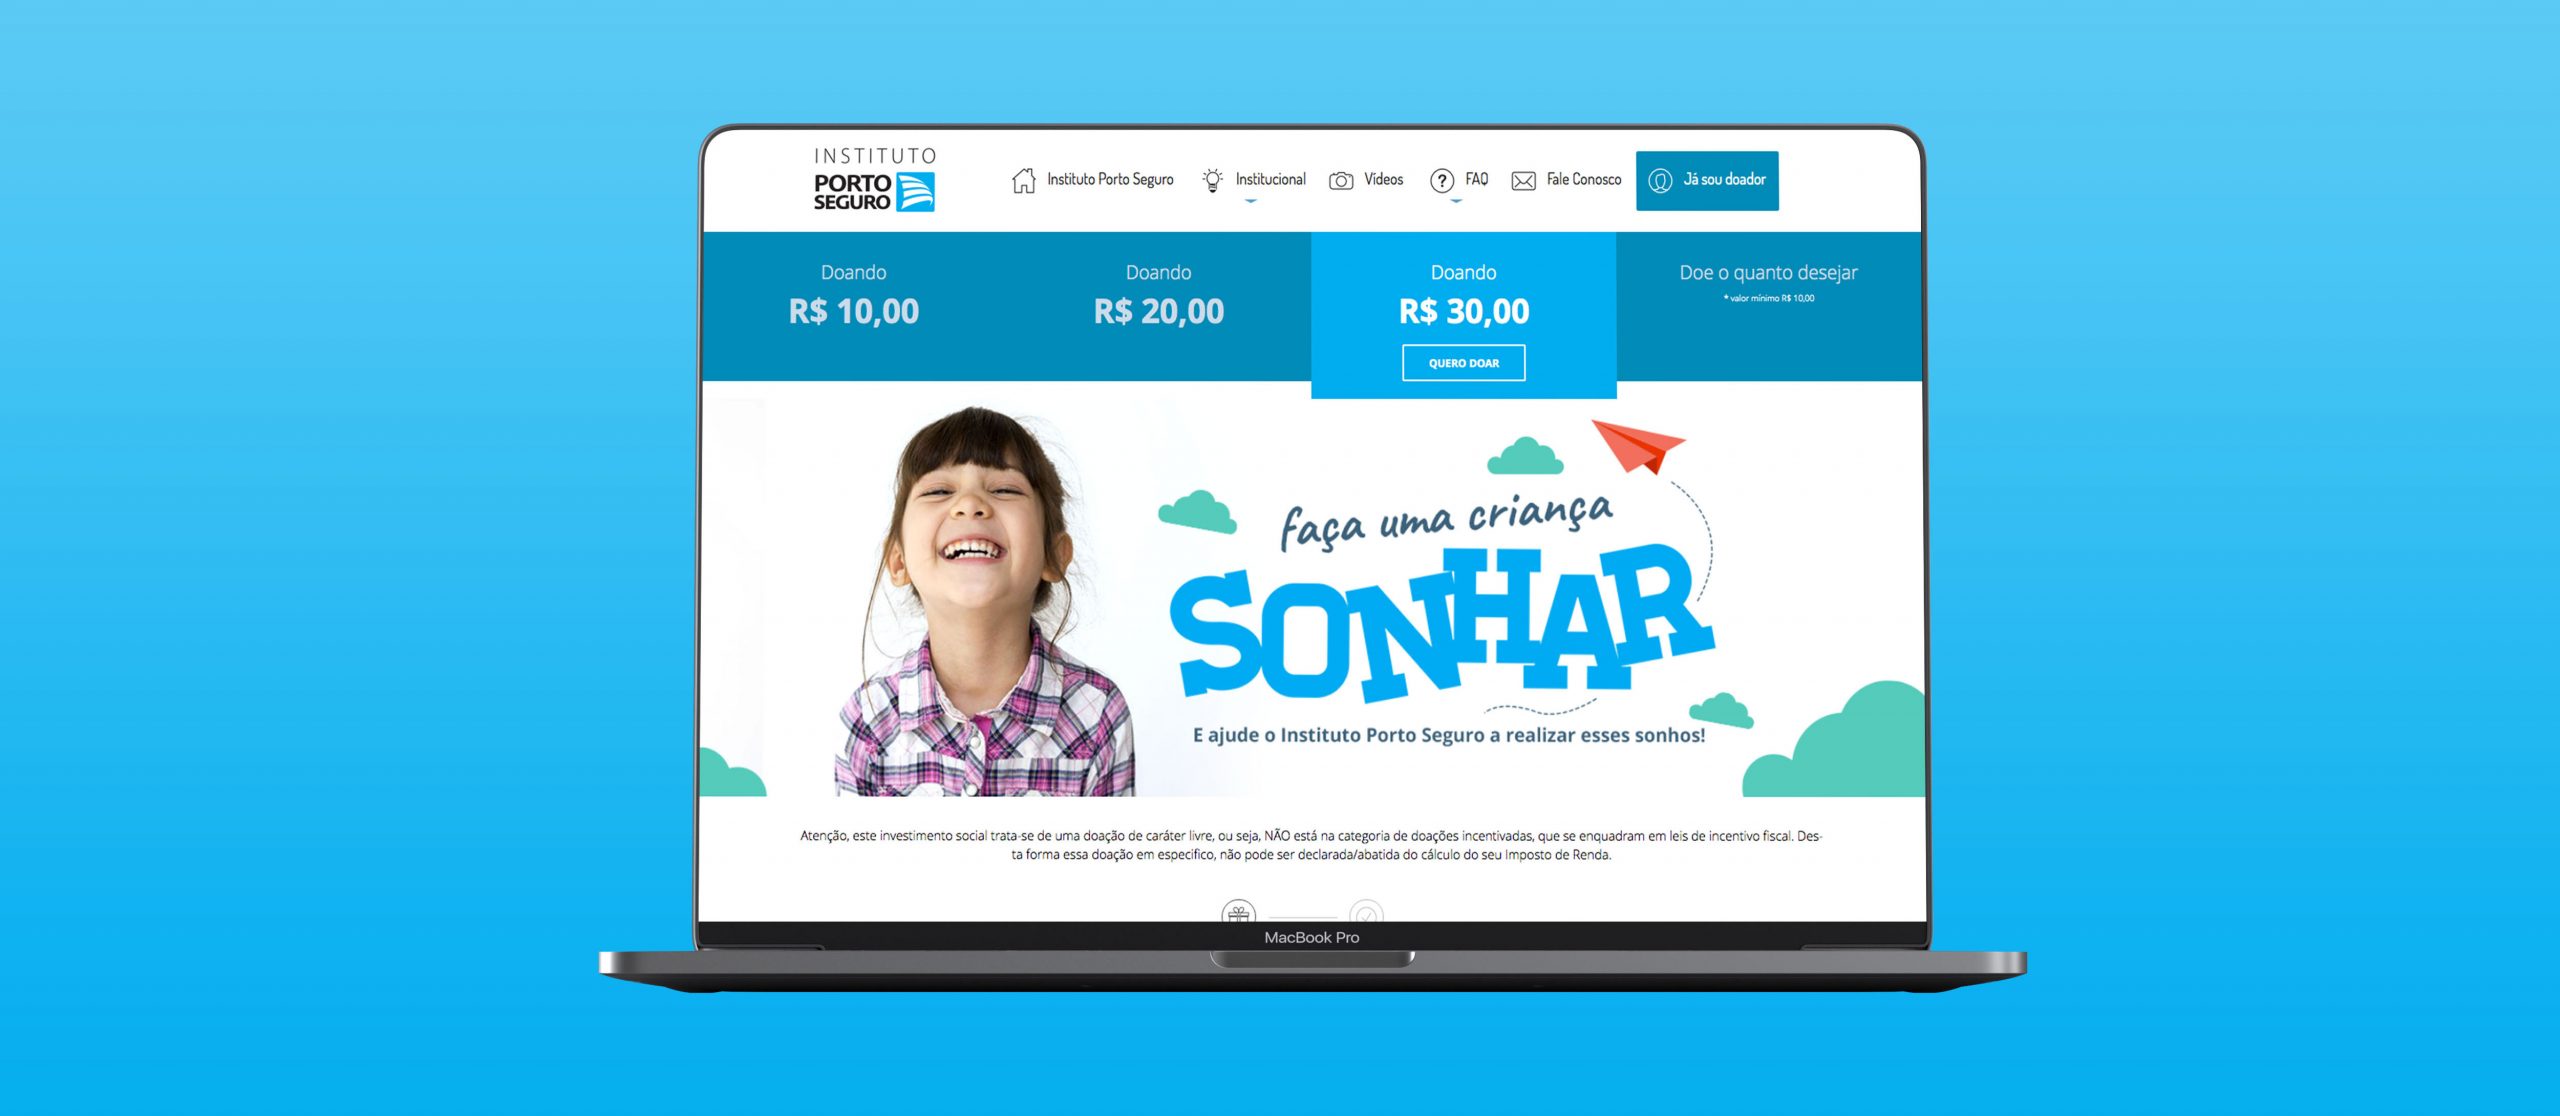 INSTITUTO
PORTO
SEGURO
Instituto Porto Seguro
Institucional
Vídeos
FAQ
Fale Conosco
Já sou doador
Doando
R$ 10,00
Doando
R$ 20,00
Doando
R$ 30,00
QUERO DOAR
Doe o quanto desejar
* valor mínimo R$ 10,00
faça uma criança
SONHAR
E ajude o Instituto Porto Seguro a realizar esses sonhos!
Atenção, este investimento social trata-se de uma doação de caráter livre, ou seja, NÃO está na categoria de doações incentivadas, que se enquadram em leis de incentivo fiscal. Des-
ta forma essa doação em especifico, não pode ser declarada/abatida do cálculo do seu Imposto de Renda.
MacBook Pro